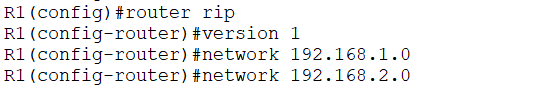 R1(config)#router rip
R1(config-router)#version 1
R1(config-router)#network 192.168.1.0
R1(config-router)#network 192.168.2.0